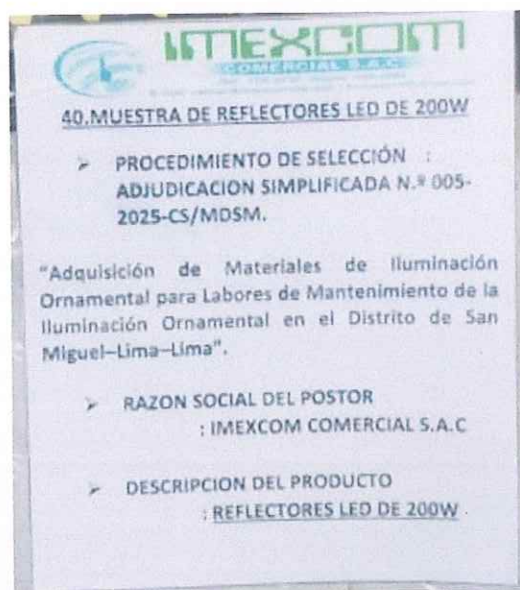 IMEXCOM
COMERCIAL S.A.C
40.MUESTRA DE REFLECTORES LED DE 200W
➢ PROCEDIMIENTO DE SELECCIÓN :
ADJUDICACION SIMPLIFICADA N.º 005-
2025-CS/MDSM.
"Adquisición de Materiales de Iluminación
Ornamental para Labores de Mantenimiento de la
Iluminación Ornamental en el Distrito de San
Miguel–Lima–Lima".
➢ RAZON SOCIAL DEL POSTOR
: IMEXCOM COMERCIAL S.A.C
➢ DESCRIPCION DEL PRODUCTO
: REFLECTORES LED DE 200W.